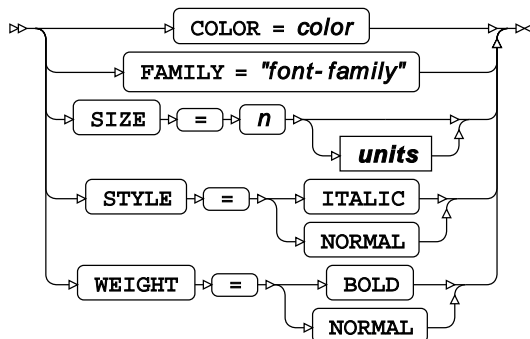 COLOR = color
FAMILY = "font-family"
SIZE = n
units
STYLE = ITALIC
NORMAL
WEIGHT = BOLD
NORMAL